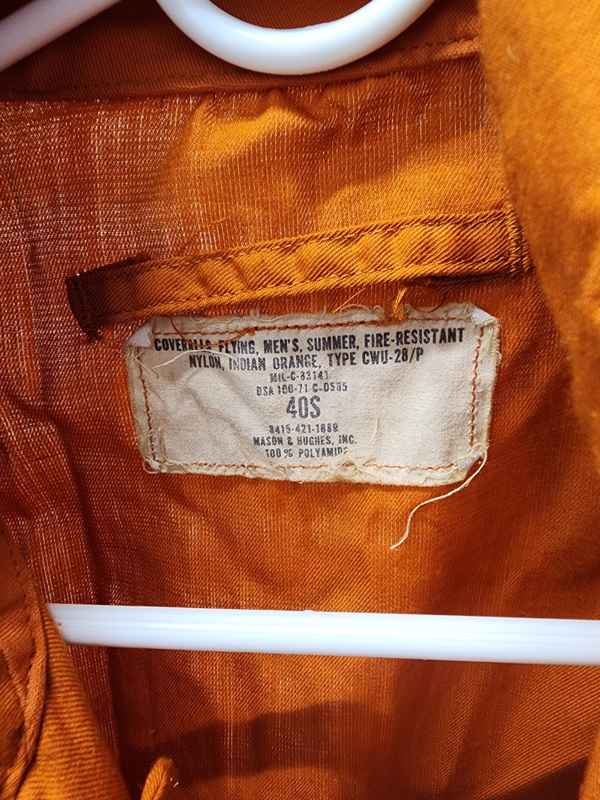 COVERALLS, FLYING, MEN'S, SUMMER, FIRE-RESISTANT
NYLON, INDIAN ORANGE, TYPE CWU-28/P
MIL-C-83141
DSA 100-71-C-0585
40S
8415-421-1889
MASON & HUGHES, INC.
100% POLYAMIDE